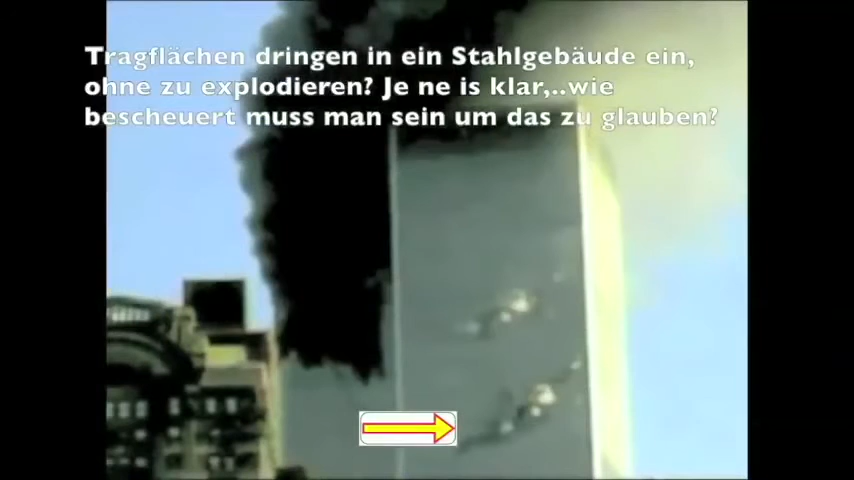 Tragflächen dringen in ein Stahlgebäude ein,
ohne zu explodieren? Je ne is klar,..wie
bescheuert muss man sein um das zu glauben?